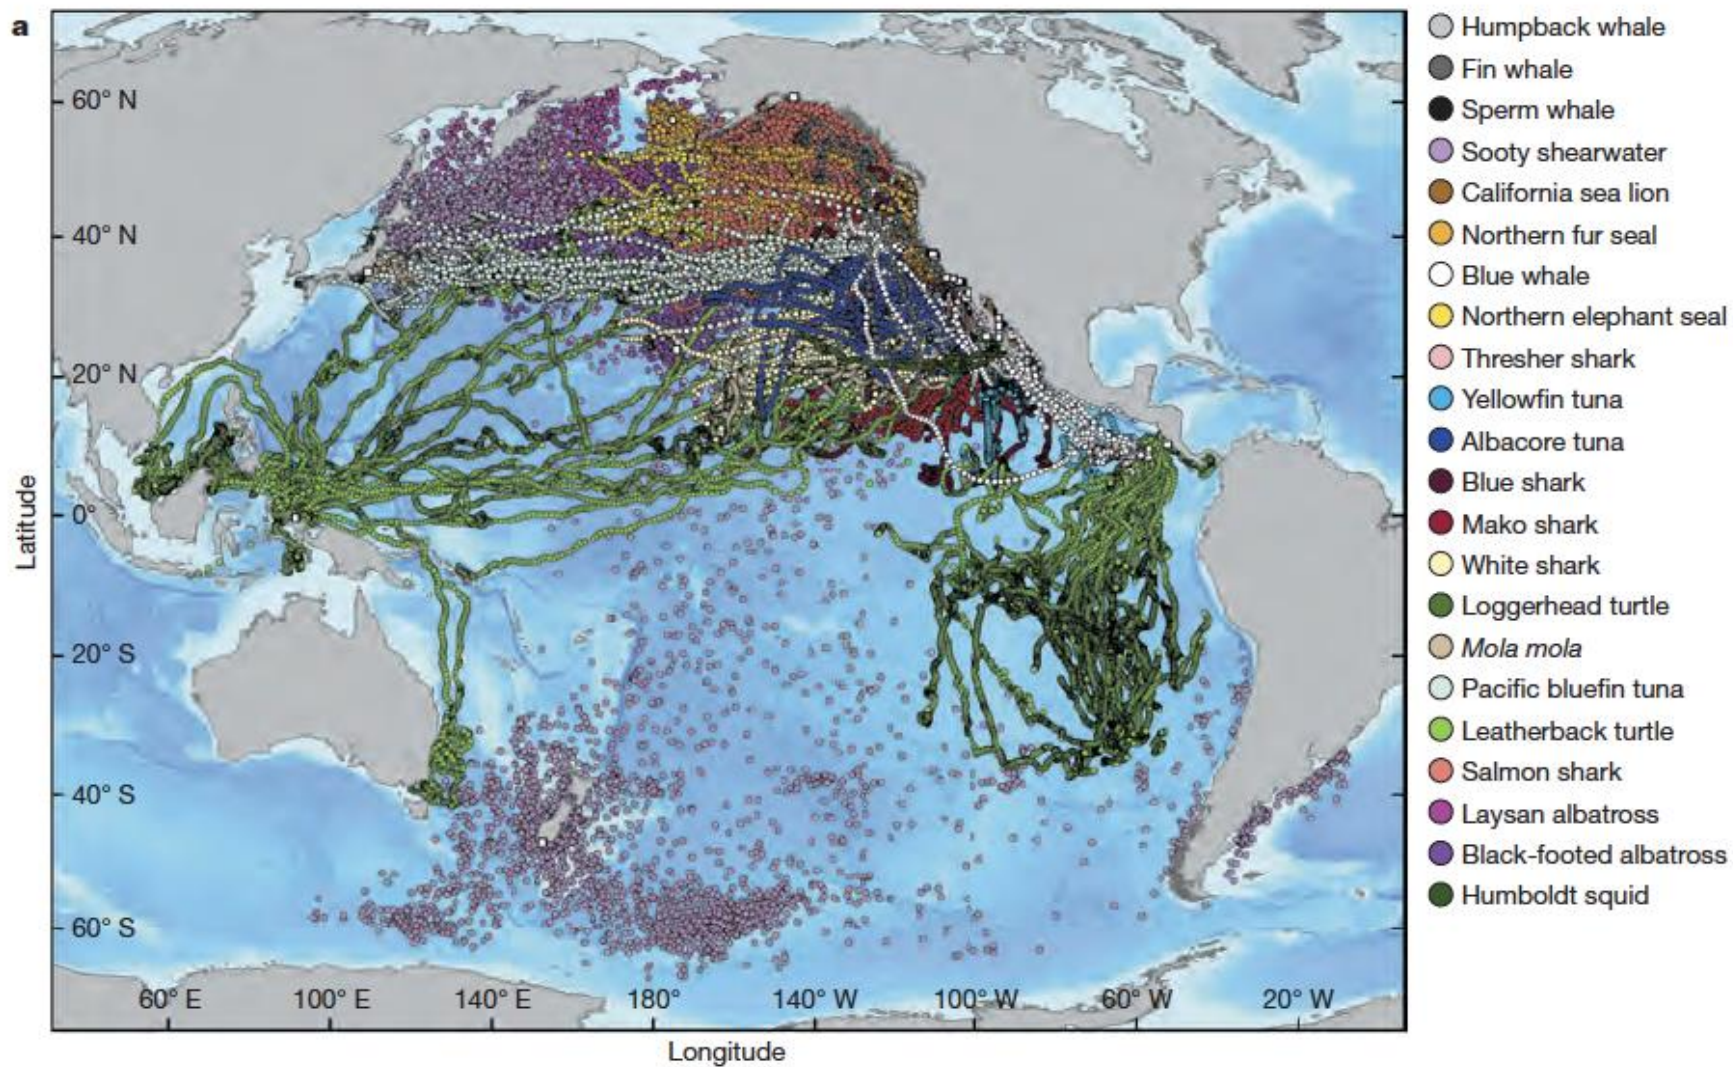 a
Humpback whale
Fin whale
Sperm whale
Sooty shearwater
California sea lion
Northern fur seal
Blue whale
Northern elephant seal
Thresher shark
Yellowfin tuna
Albacore tuna
Blue shark
Mako shark
White shark
Loggerhead turtle
Mola mola
Pacific bluefin tuna
Leatherback turtle
Salmon shark
Laysan albatross
Black-footed albatross
Humboldt squid
Latitude
60° N
40° N
20° N
0°
20° S
40° S
60° S
60° E 100° E 140° E 180° 140° W 100° W 60° W 20° W
Longitude